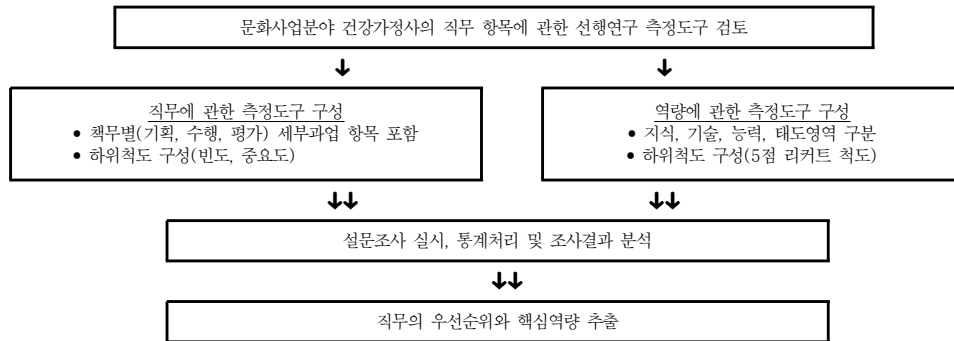 문화사업분야 건강가정사의 직무 항목에 관한 선행연구 측정도구 검토
직무에 관한 측정도구 구성
• 책무별(기획, 수행, 평가) 세부과업 항목 포함
• 하위척도 구성(빈도, 중요도)
역량에 관한 측정도구 구성
• 지식, 기술, 능력, 태도영역 구분
• 하위척도 구성(5점 리커트 척도)
설문조사 실시, 통계처리 및 조사결과 분석
직무의 우선순위와 핵심역량 추출